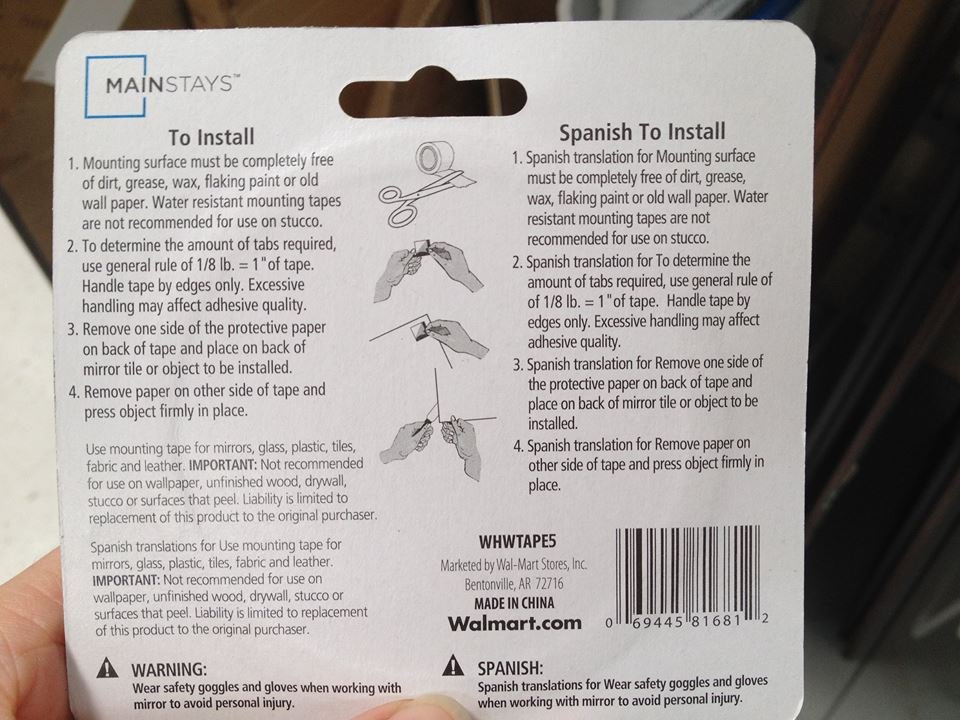 MAINSTAYS™
To Install
1. Mounting surface must be completely free
of dirt, grease, wax, flaking paint or old
wall paper. Water resistant mounting tapes
are not recommended for use on stucco.
2. To determine the amount of tabs required,
use general rule of 1/8 lb. = 1" of tape.
Handle tape by edges only. Excessive
handling may affect adhesive quality.
3. Remove one side of the protective paper
on back of tape and place on back of
mirror tile or object to be installed.
4. Remove paper on other side of tape and
press object firmly in place.
Use mounting tape for mirrors, glass, plastic, tiles,
fabric and leather. IMPORTANT: Not recommended
for use on wallpaper, unfinished wood, drywall,
stucco or surfaces that peel. Liability is limited to
replacement of this product to the original purchaser.
Spanish translations for Use mounting tape for
mirrors, glass, plastic, tiles, fabric and leather.
IMPORTANT: Not recommended for use on
wallpaper, unfinished wood, drywall, stucco or
surfaces that peel. Liability is limited to replacement
of this product to the original purchaser.
WARNING:
Wear safety goggles and gloves when working with
mirror to avoid personal injury.
Spanish To Install
1. Spanish translation for Mounting surface
must be completely free of dirt, grease,
wax, flaking paint or old wall paper. Water
resistant mounting tapes are not
recommended for use on stucco.
2. Spanish translation for To determine the
amount of tabs required, use general rule of
of 1/8 lb. = 1" of tape. Handle tape by
edges only. Excessive handling may affect
adhesive quality.
3. Spanish translation for Remove one side of
the protective paper on back of tape and
place on back of mirror tile or object to be
installed.
4. Spanish translation for Remove paper on
other side of tape and press object firmly in
place.
WHWTAPE5
Marketed by Wal-Mart Stores, Inc.
Bentonville, AR 72716
MADE IN CHINA
Walmart.com
0 69445 81681 2
SPANISH:
Spanish translations for Wear safety goggles and gloves
when working with mirror to avoid personal injury.